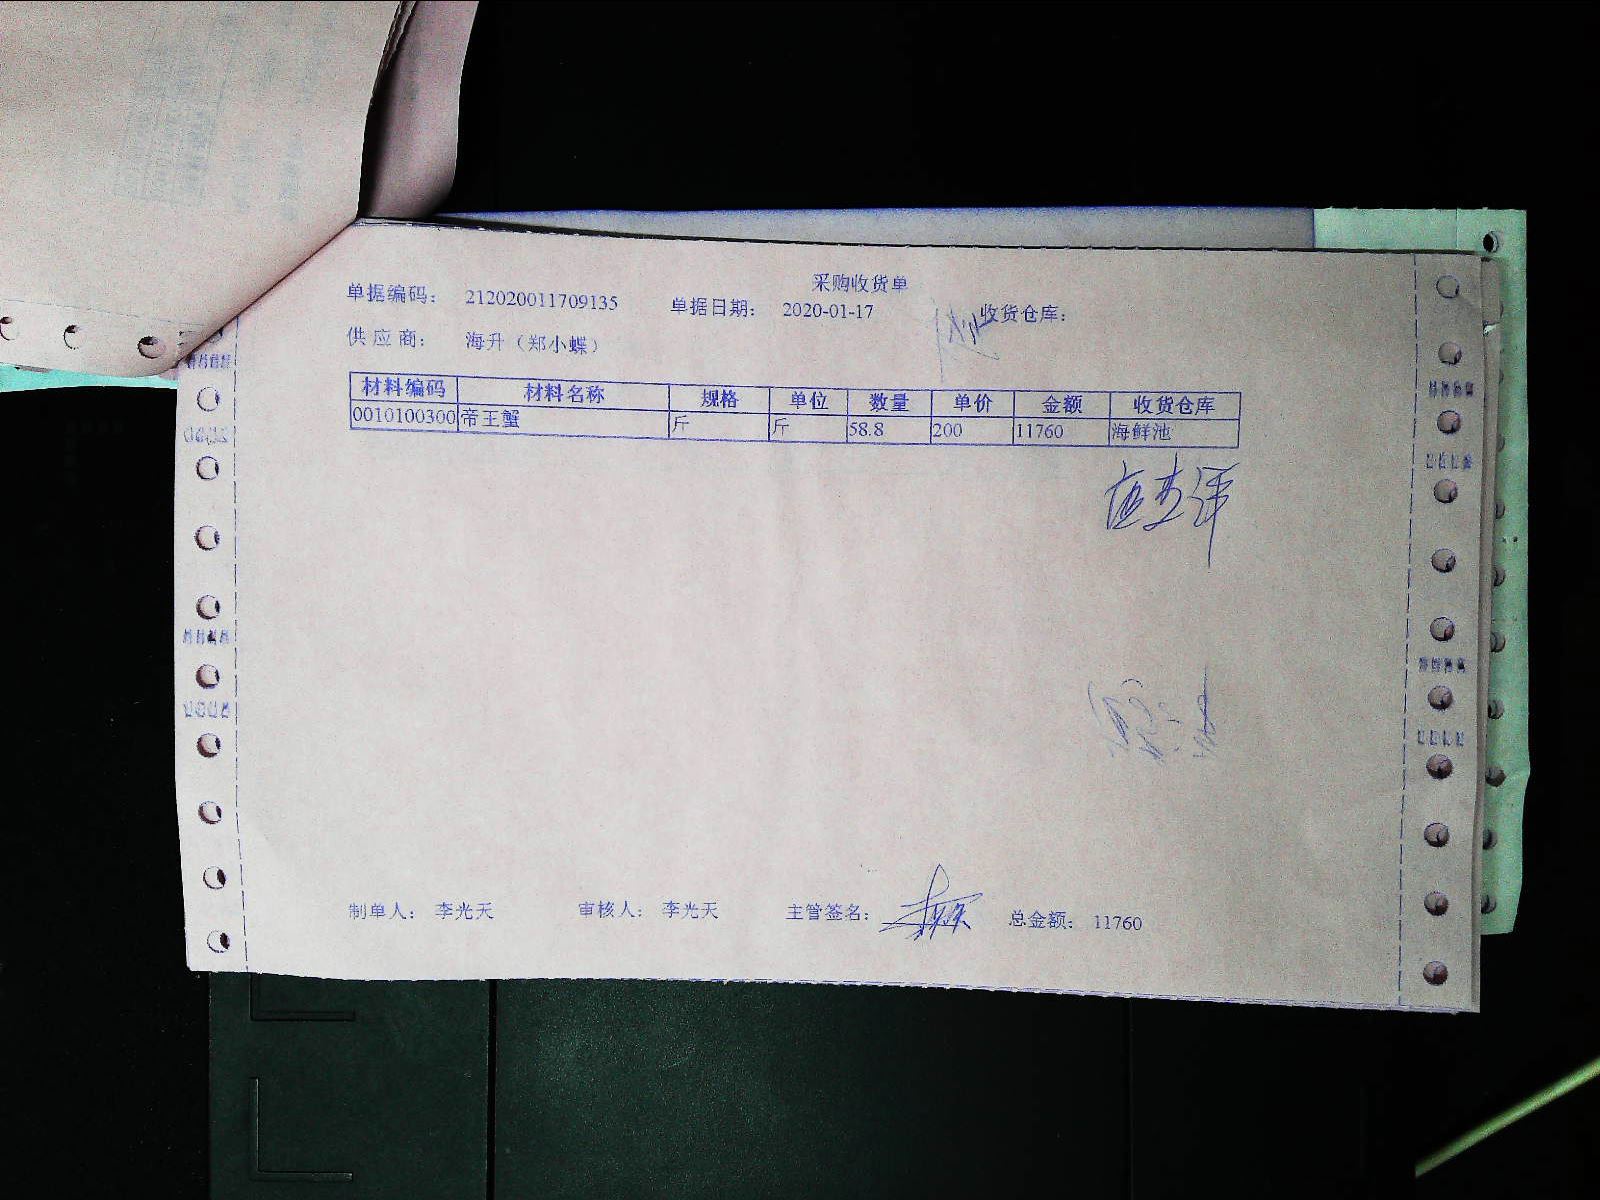 采购收货单
单据编码： 212020011709135 单据日期： 2020-01-17 收货仓库：
供应商： 海升（郑小蝶）
材料编码 材料名称 规格 单位 数量 单价 金额 收货仓库
0010100300 帝王蟹 斤 斤 58.8 200 11760 海鲜池
制单人： 李光天 审核人： 李光天 主管签名： 总金额： 11760